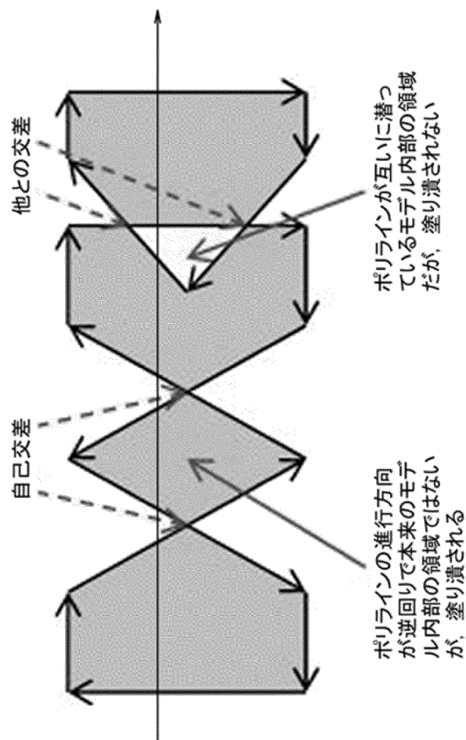 自己交差
他との交差
ポリラインの進行方向
が逆回りで本来のモデ
ル内部の領域ではない
が，塗り潰される
ポリラインが互いに潜っ
ているモデル内部の領域
だが，塗り潰されない